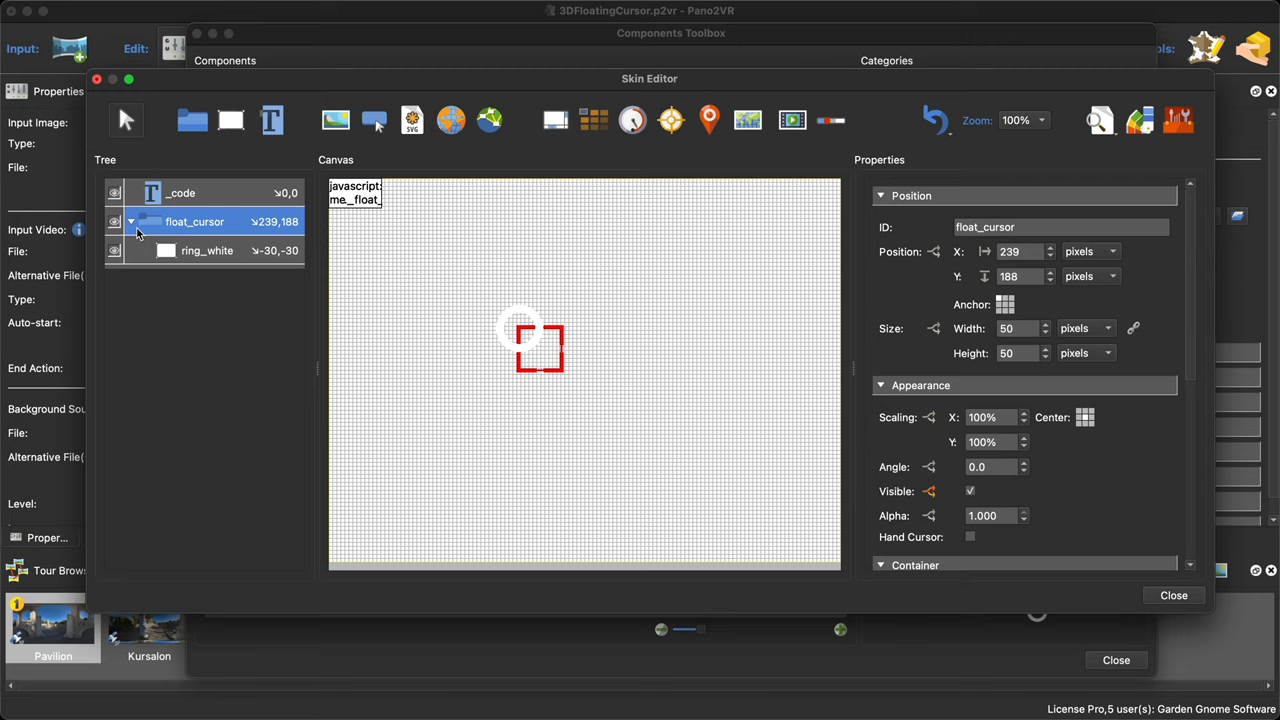 3DFloatingCursor.p2vr - Pano2VR
Input:
Edit:
Components Toolbox
Components
Categories
Skin Editor
Properties
Input Image:
Type:
File:
Input Video:
File:
Alternative File(
Type:
Auto-start:
End Action:
Background Sou
File:
Alternative File(
Level:
Proper...
Tour Brow
1
Pavilion
Kursalon
Zoom: 100%
Tree
Canvas
Properties
_code
0,0
float_cursor
239,188
ring_white
-30,-30
javascript:
me._float_
Position
ID: float_cursor
Position: X: 239 pixels
Y: 188 pixels
Anchor:
Size: Width: 50 pixels
Height: 50 pixels
Appearance
Scaling: X: 100% Center:
Y: 100%
Angle: 0.0
Visible:
Alpha: 1.000
Hand Cursor:
Container
Close
Close
License Pro,5 user(s): Garden Gnome Software